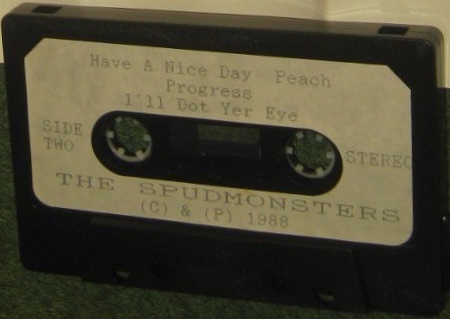 Have A Nice Day Peach
Progress
I'll Dot Yer Eye
SIDE
TWO
STEREO
THE SPUDMONSTERS
(C) & (P) 1988